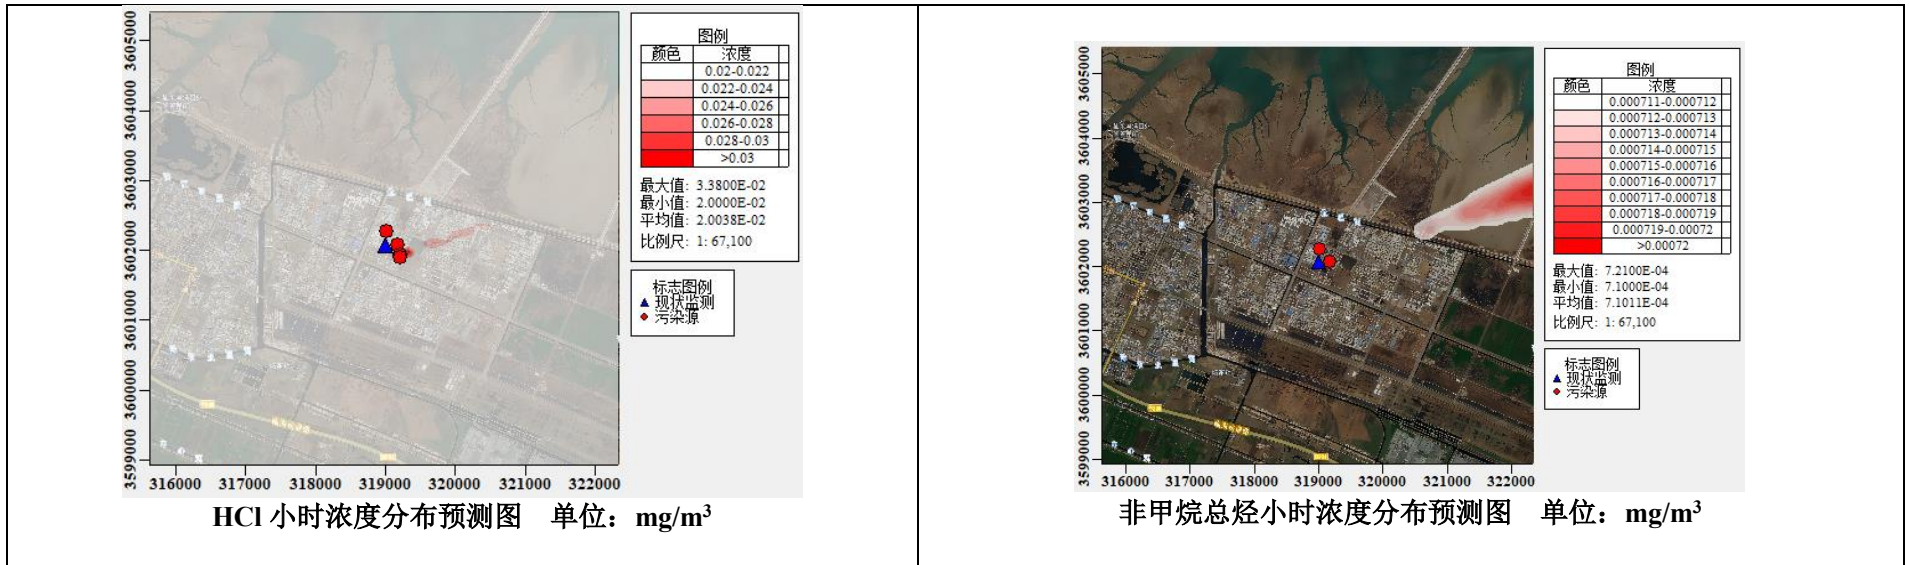 3605000
3604000
3603000
3602000
3601000
3600000
3599000
316000 317000 318000 319000 320000 321000 322000
图例
颜色 浓度
0.02-0.022
0.022-0.024
0.024-0.026
0.026-0.028
0.028-0.03
>0.03
最大值: 3.3800E-02
最小值: 2.0000E-02
平均值: 2.0038E-02
比例尺: 1: 67,100
标志图例
现状监测
污染源
HCl 小时浓度分布预测图 单位：mg/m³
3605000
3604000
3603000
3602000
3601000
3600000
3599000
316000 317000 318000 319000 320000 321000 322000
图例
颜色 浓度
0.000711-0.000712
0.000712-0.000713
0.000713-0.000714
0.000714-0.000715
0.000715-0.000716
0.000716-0.000717
0.000717-0.000718
0.000718-0.000719
0.000719-0.00072
>0.00072
最大值: 7.2100E-04
最小值: 7.1000E-04
平均值: 7.1011E-04
比例尺: 1: 67,100
标志图例
现状监测
污染源
非甲烷总烃小时浓度分布预测图 单位：mg/m³